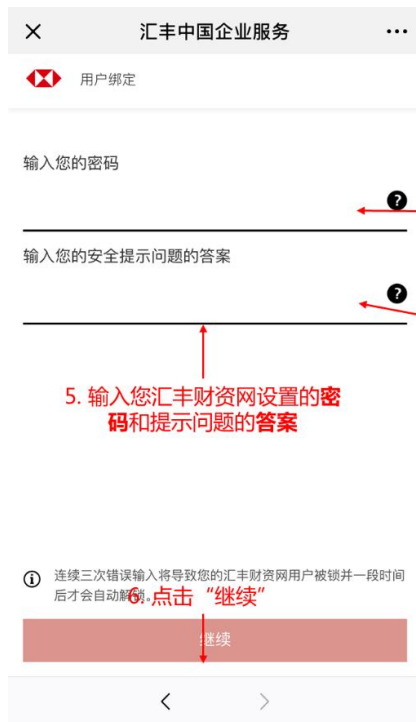 汇丰中国企业服务
用户绑定
输入您的密码
输入您的安全提示问题的答案
5. 输入您汇丰财资网设置的密
码和提示问题的答案
连续三次错误输入将导致您的汇丰财资网用户被锁并一段时间
后才会自动解锁。
6. 点击“继续”
继续